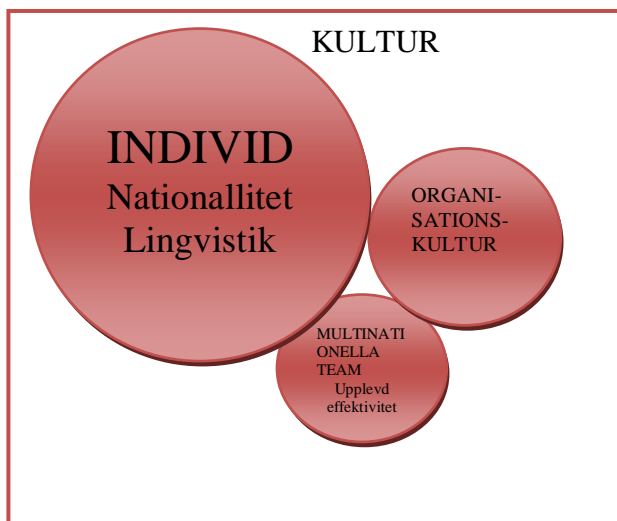 KULTUR
INDIVID
Nationallitet
Lingvistik
ORGANI-
SATIONS-
KULTUR
MULTINATI
ONELLA
TEAM
Upplevd
effektivitet